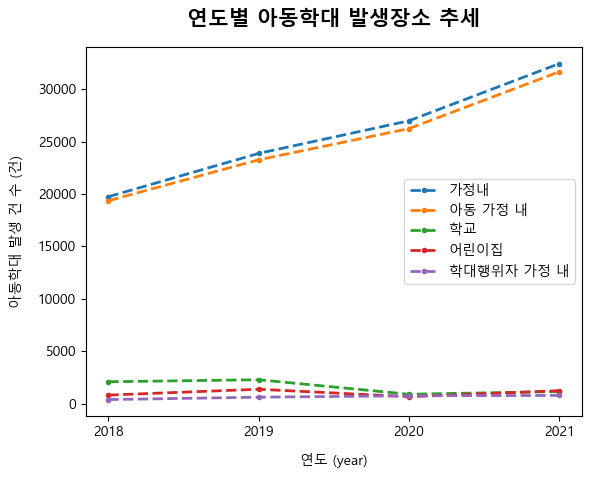 연도별 아동학대 발생장소 추세
아동학대 발생 건 수 (건)
30000
25000
20000
15000
10000
5000
0
가정내
아동 가정 내
학교
어린이집
학대행위자 가정 내
2018 2019 2020 2021
연도 (year)